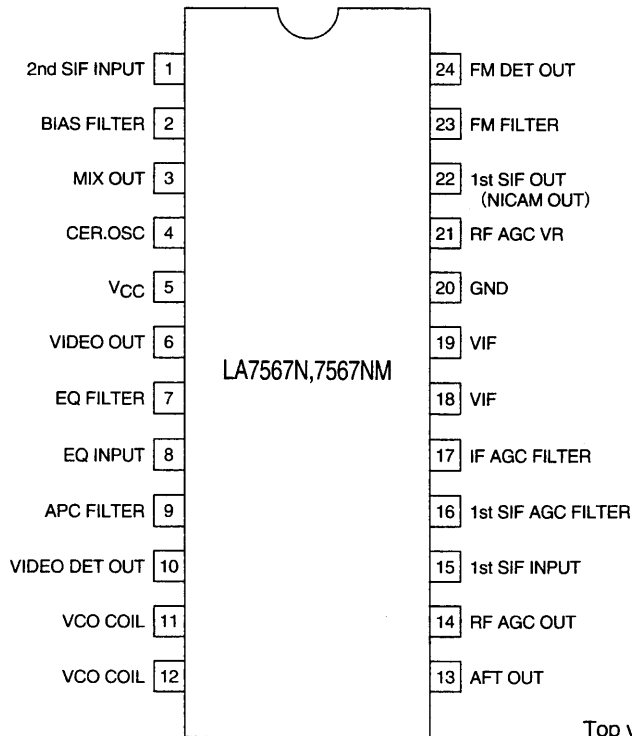 2nd SIF INPUT 1
BIAS FILTER 2
MIX OUT 3
CER.OSC 4
VCC 5
VIDEO OUT 6
EQ FILTER 7
EQ INPUT 8
APC FILTER 9
VIDEO DET OUT 10
VCO COIL 11
VCO COIL 12
LA7567N,7567NM
24 FM DET OUT
23 FM FILTER
22 1st SIF OUT
(NICAM OUT)
21 RF AGC VR
20 GND
19 VIF
18 VIF
17 IF AGC FILTER
16 1st SIF AGC FILTER
15 1st SIF INPUT
14 RF AGC OUT
13 AFT OUT
Top v